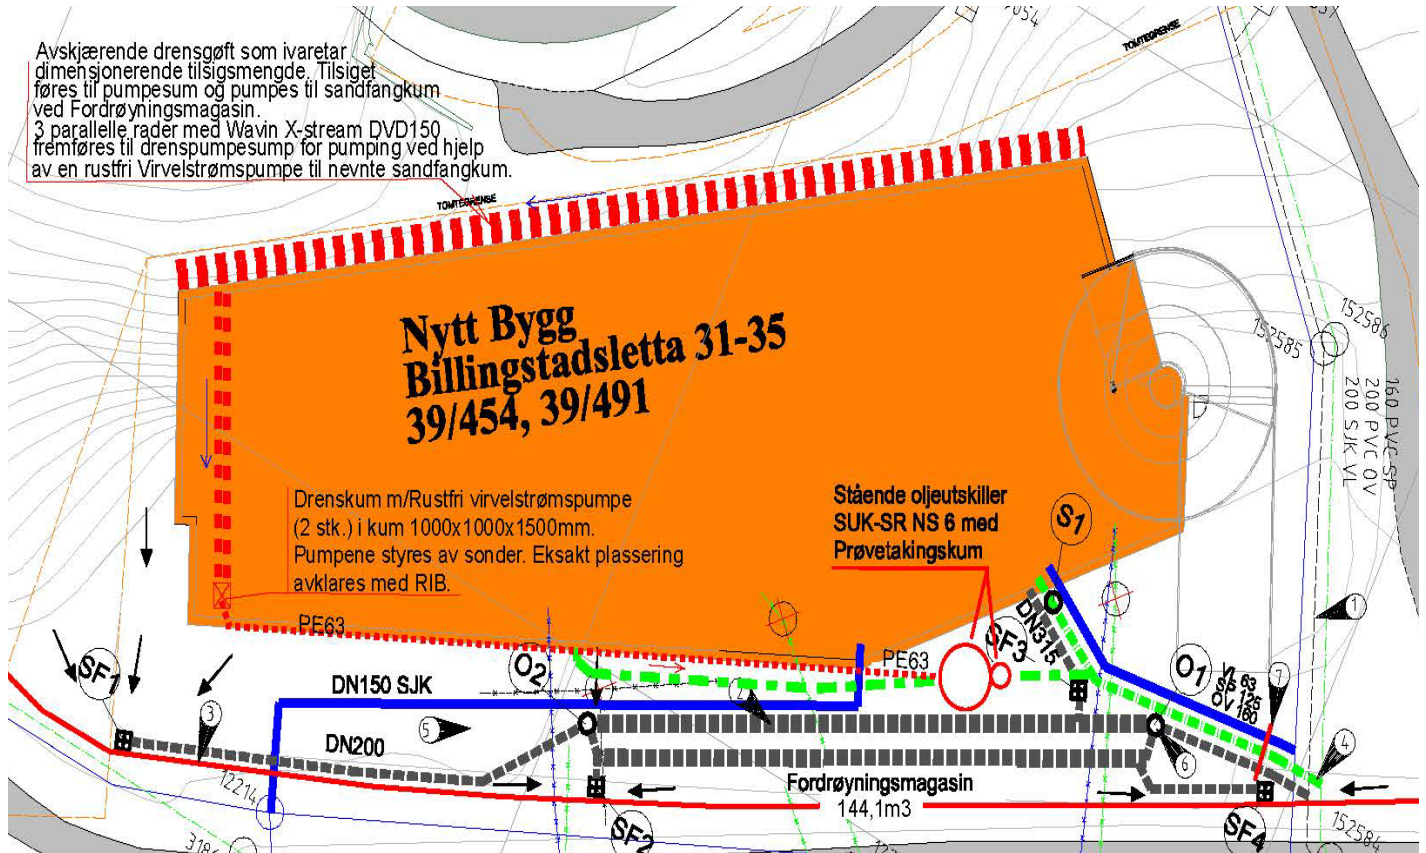 Avskjærende drensgøft som ivaretar
dimensjonerende tilsigsmengde. Tilsiget
føres til pumpesum og pumpes til sandfangkum
ved Fordrøyningsmagasin.
3 parallelle rader med Wavin X-stream DVD150
fremføres til drenspumpesump for pumping ved hjelp
av en rustfri Virvelstrømspumpe til nevnte sandfangkum.
TOMTEGRENSE
TOMTEGRENSE
Nytt Bygg
Billingstadsletta 31-35
39/454, 39/491
152586
152585
160 PVC SP
200 PVC OV
200 SJK VL
Drenskum m/Rustfri virvelstrømspumpe
(2 stk.) i kum 1000x1000x1500mm.
Pumpene styres av sonder. Eksakt plassering
avklares med RIB.
Stående oljeutskiller
SUK-SR NS 6 med
Prøvetakingskum
S1
1
PE63
PE63
DN315
SF3
SF1
O2
O1
VL 63
SP 125
OV 160
7
DN150 SJK
2
3
5
DN200
4
6
Fordrøyningsmagasin
144,1m3
12214
SF2
SF4
152584